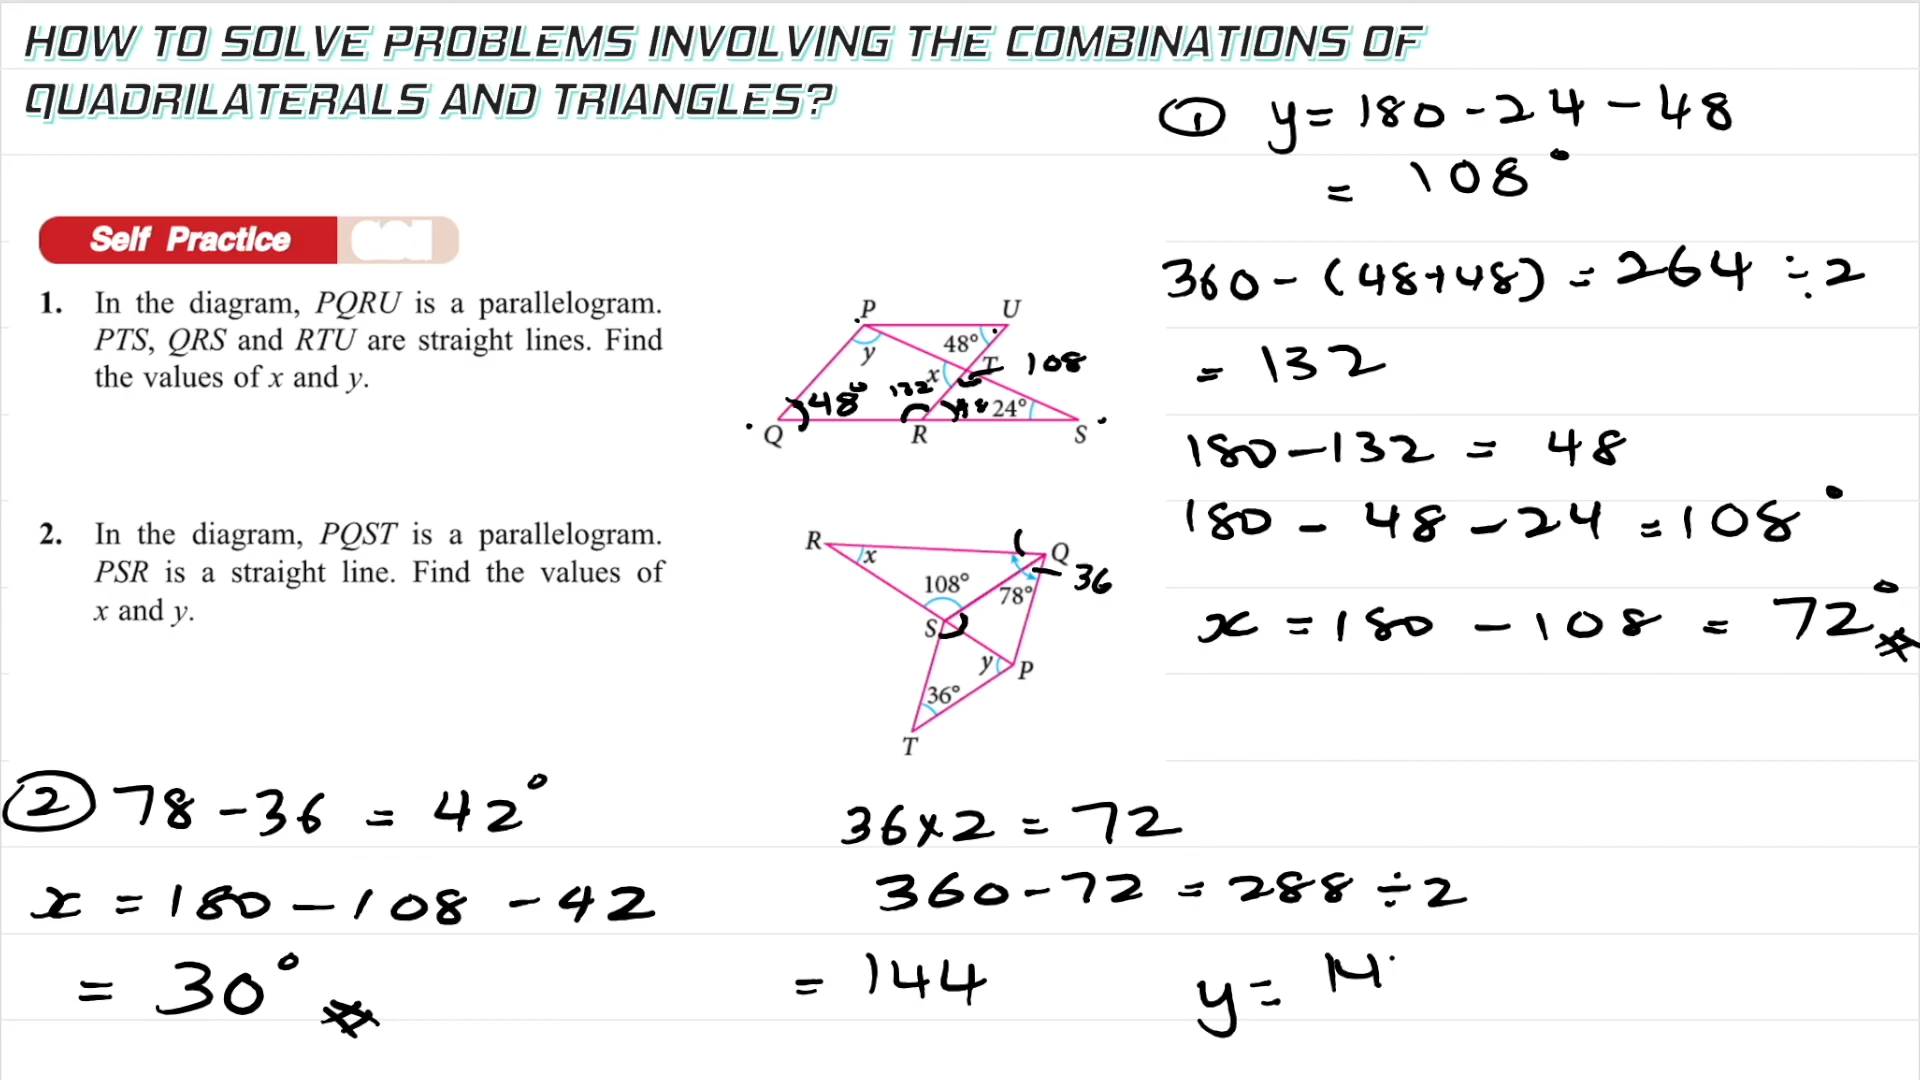 HOW TO SOLVE PROBLEMS INVOLVING THE COMBINATIONS OF
QUADRILATERALS AND TRIANGLES?
Self Practice
1. In the diagram, PQRU is a parallelogram.
PTS, QRS and RTU are straight lines. Find
the values of x and y.
P
U
48°
y
T
108
x
132
48°
48
24°
Q
R
S
2. In the diagram, PQST is a parallelogram.
PSR is a straight line. Find the values of
x and y.
R
x
Q
36
108°
78°
S
y
P
36°
T
① y = 180 - 24 - 48
= 108°
360 - (48+48) = 264 ÷ 2
= 132
180 - 132 = 48
180 - 48 - 24 = 108°
x = 180 - 108 = 72°
② 78 - 36 = 42°
x = 180 - 108 - 42
= 30°
36 x 2 = 72
360 - 72 = 288 ÷ 2
= 144
y = 14